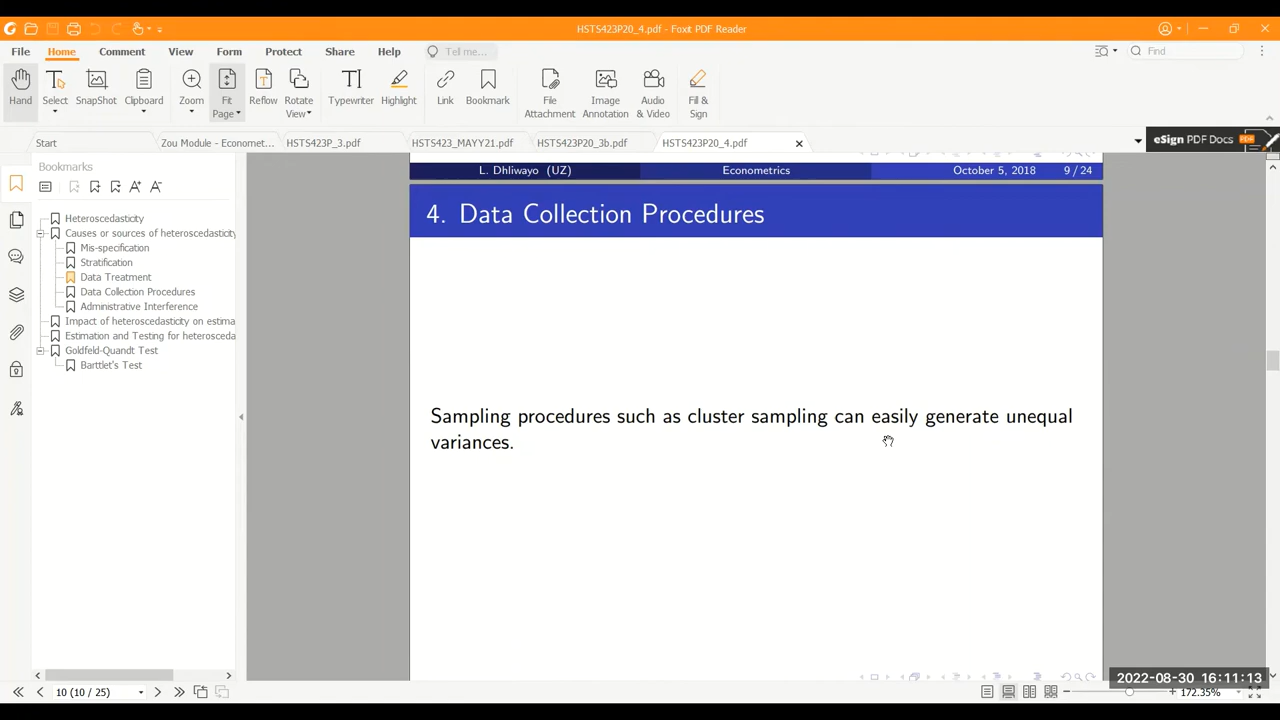 HSTS423P20_4.pdf - Foxit PDF Reader
File Home Comment View Form Protect Share Help Tell me... Find
Hand Select SnapShot Clipboard Zoom Fit Page Reflow Rotate View Typewriter Highlight Link Bookmark File Attachment Image Annotation Audio & Video Fill & Sign
Start Zou Module - Economet... HSTS423P_3.pdf HSTS423_MAYY21.pdf HSTS423P20_3b.pdf HSTS423P20_4.pdf eSign PDF Docs
Bookmarks
Heteroscedasticity
Causes or sources of heteroscedasticity
Mis-specification
Stratification
Data Treatment
Data Collection Procedures
Administrative Interference
Impact of heteroscedasticity on estima
Estimation and Testing for heterosceda
Goldfeld-Quandt Test
Barttlet's Test
L. Dhliwayo (UZ) Econometrics October 5, 2018 9 / 24
4. Data Collection Procedures
Sampling procedures such as cluster sampling can easily generate unequal
variances.
2022-08-30 16:11:13
10 (10 / 25) 172.35%